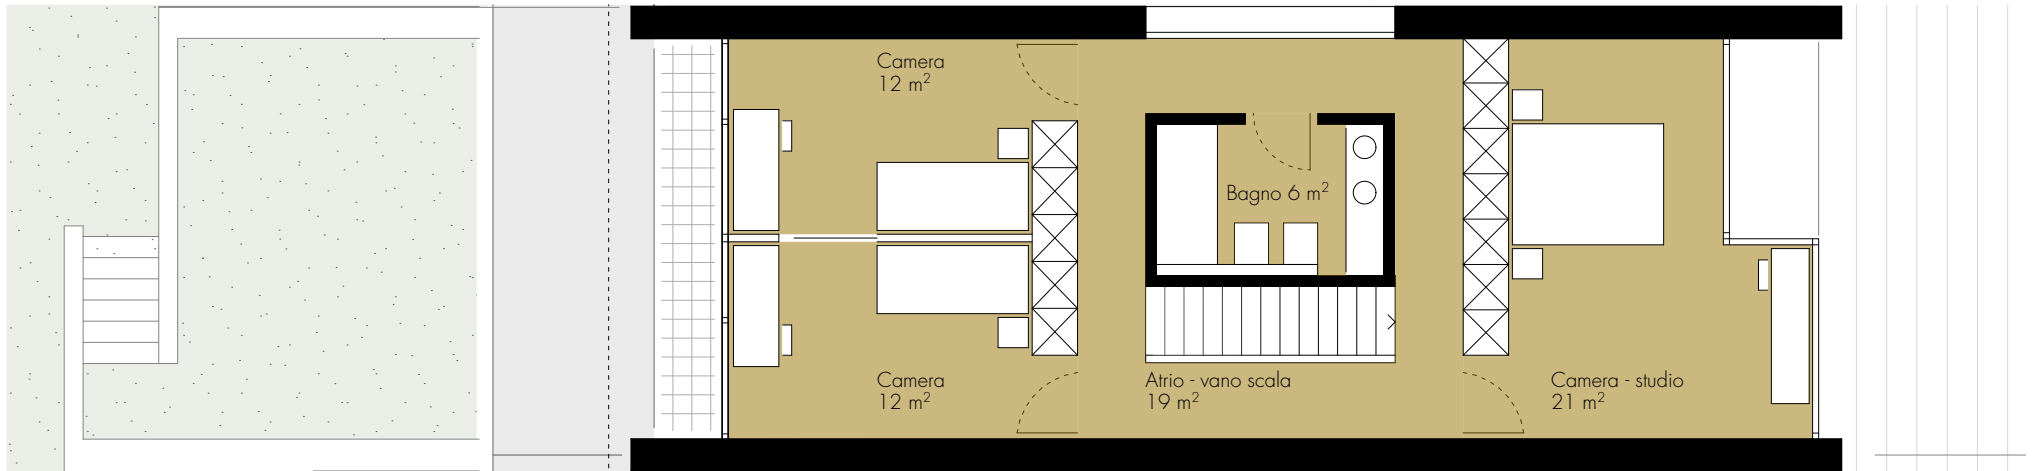 Camera
12 m²
Bagno 6 m²
Camera
12 m²
Atrio - vano scala
19 m²
Camera - studio
21 m²